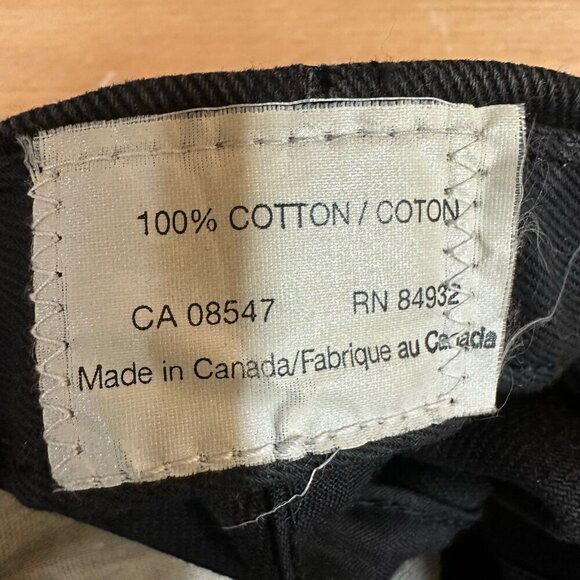 100% COTTON / COTON
CA 08547 RN 84932
Made in Canada/Fabrique au Canada